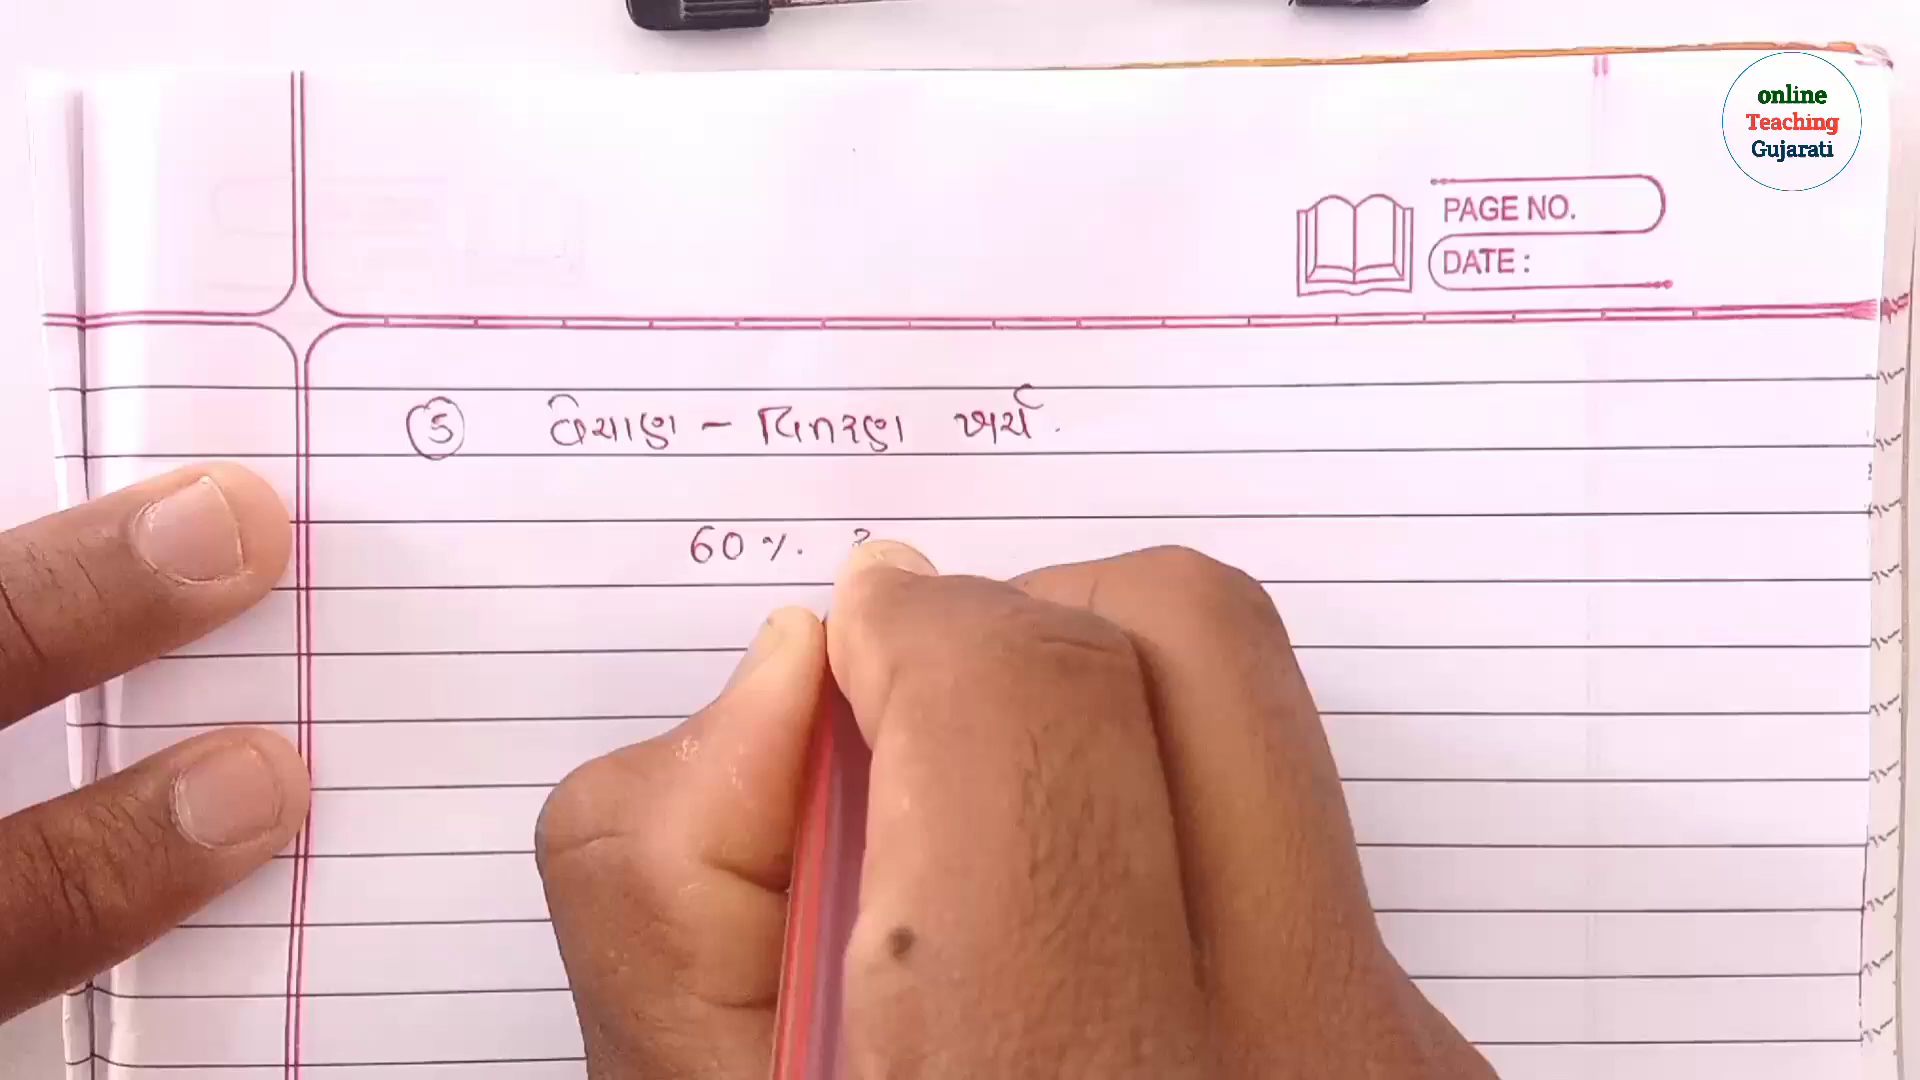 online
Teaching
Gujarati
PAGE NO.
DATE :
5 વેચાણ - વિતરણ ખર્ચ.
60 %.